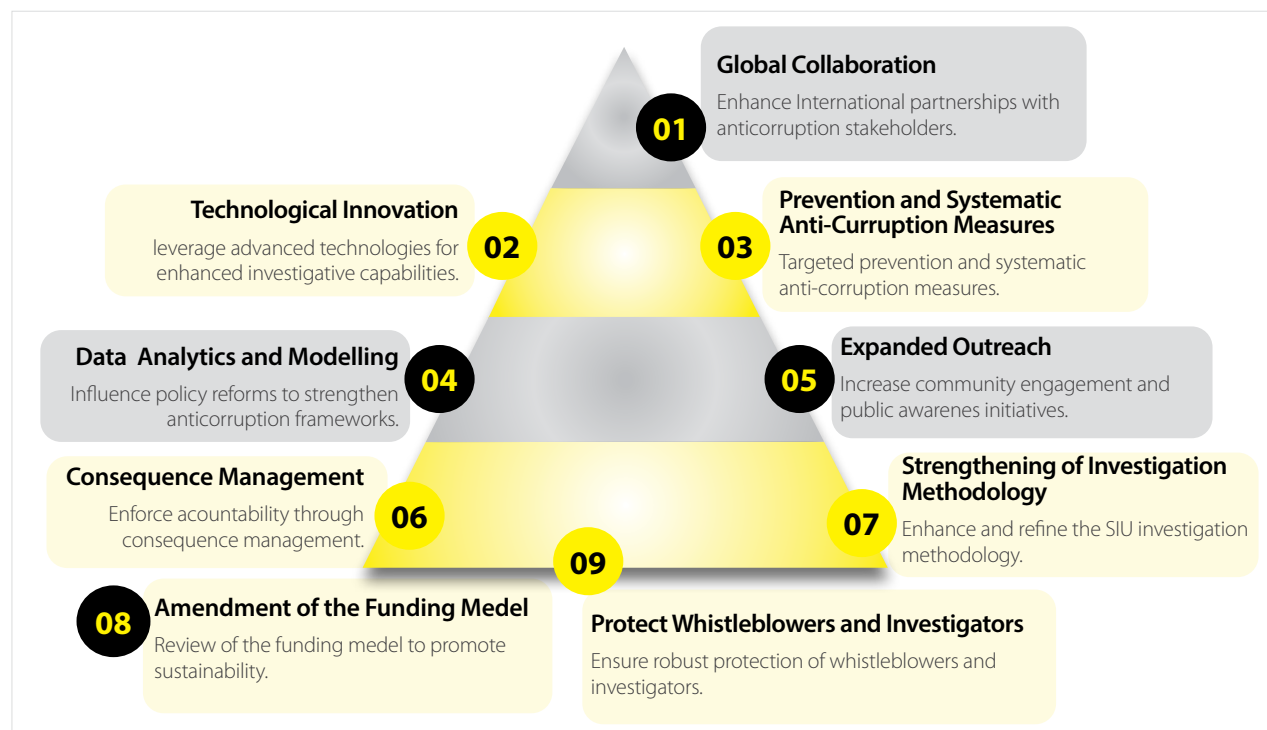 01
Global Collaboration
Enhance International partnerships with
anticorruption stakeholders.
02
Technological Innovation
leverage advanced technologies for
enhanced investigative capabilities.
03
Prevention and Systematic
Anti-Curruption Measures
Targeted prevention and systematic
anti-corruption measures.
04
Data Analytics and Modelling
Influence policy reforms to strengthen
anticorruption frameworks.
05
Expanded Outreach
Increase community engagement and
public awarenes initiatives.
06
Consequence Management
Enforce acountability through
consequence management.
07
Strengthening of Investigation
Methodology
Enhance and refine the SIU investigation
methodology.
08
Amendment of the Funding Medel
Review of the funding medel to promote
sustainability.
09
Protect Whistleblowers and Investigators
Ensure robust protection of whistleblowers and
investigators.